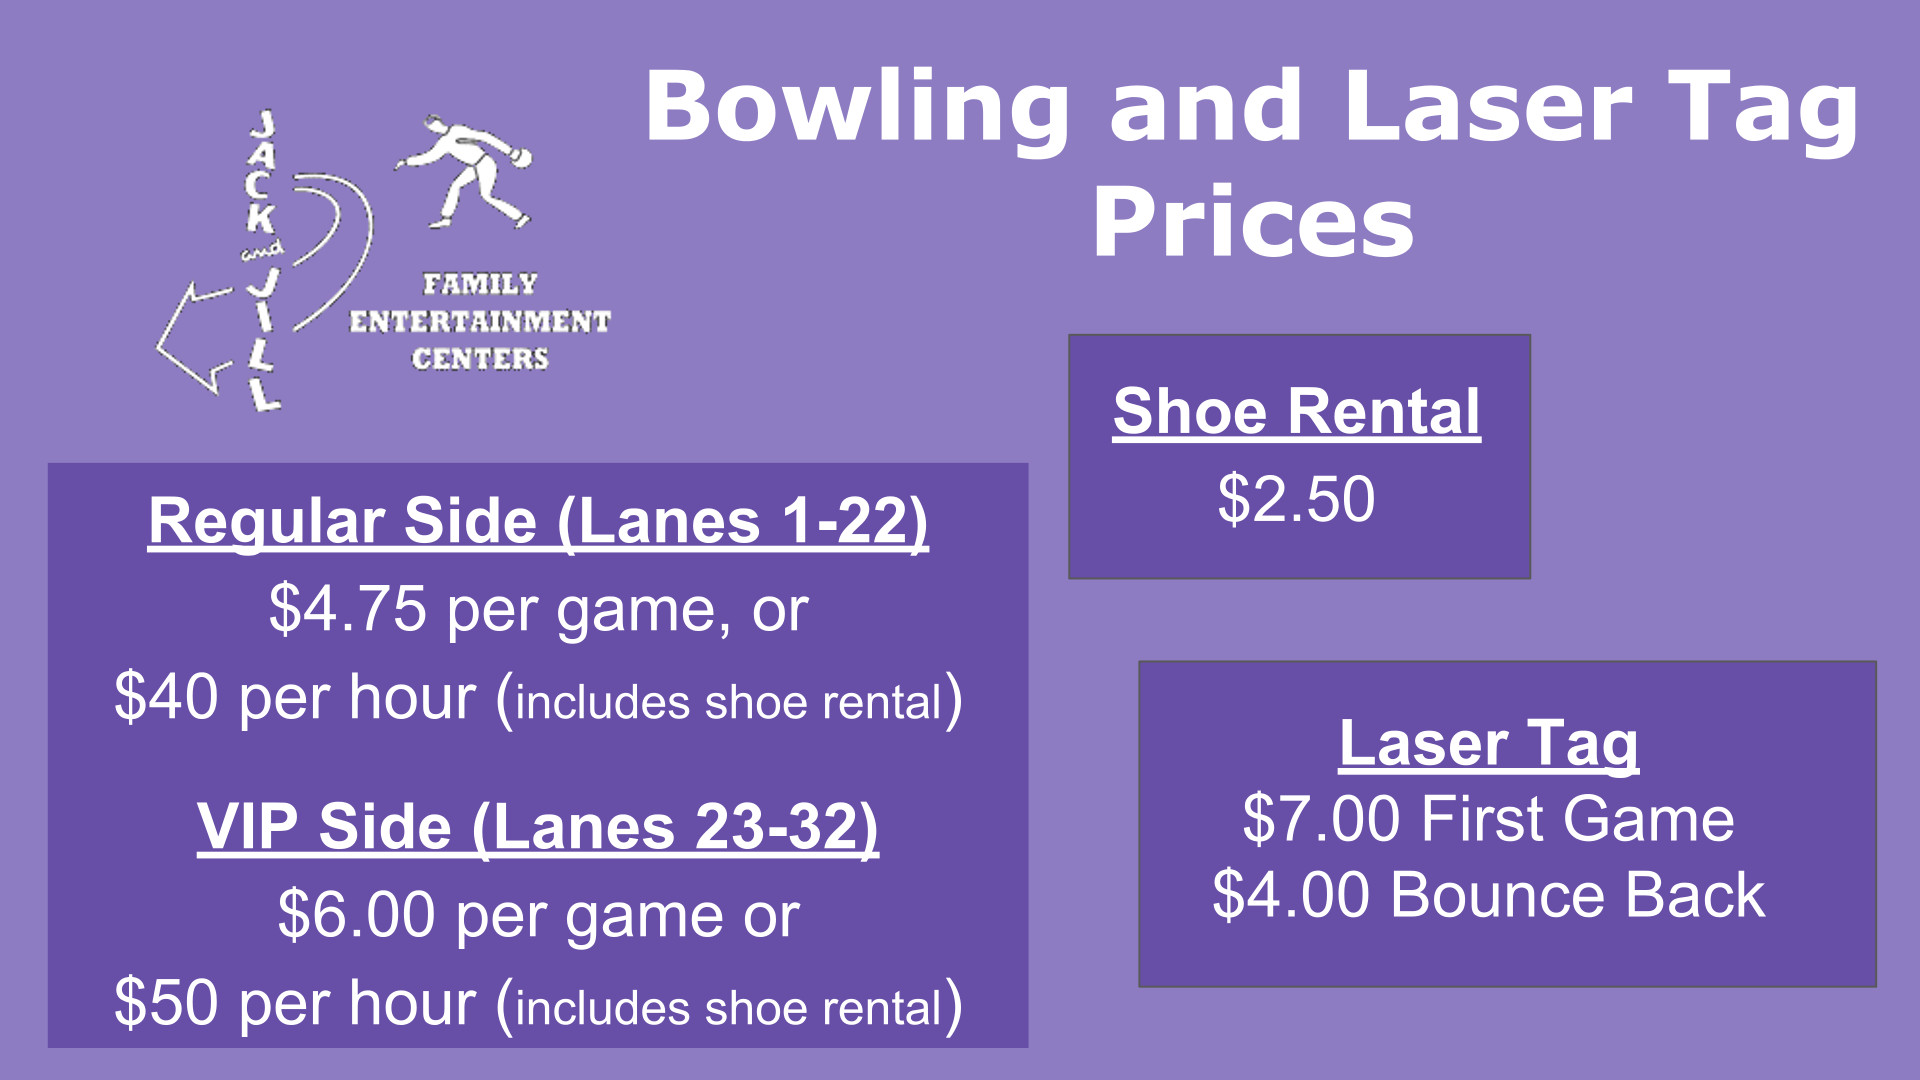 JACK and JILL
FAMILY
ENTERTAINMENT
CENTERS
Bowling and Laser Tag
Prices
Shoe Rental
$2.50
Regular Side (Lanes 1-22)
$4.75 per game, or
$40 per hour (includes shoe rental)
VIP Side (Lanes 23-32)
$6.00 per game or
$50 per hour (includes shoe rental)
Laser Tag
$7.00 First Game
$4.00 Bounce Back